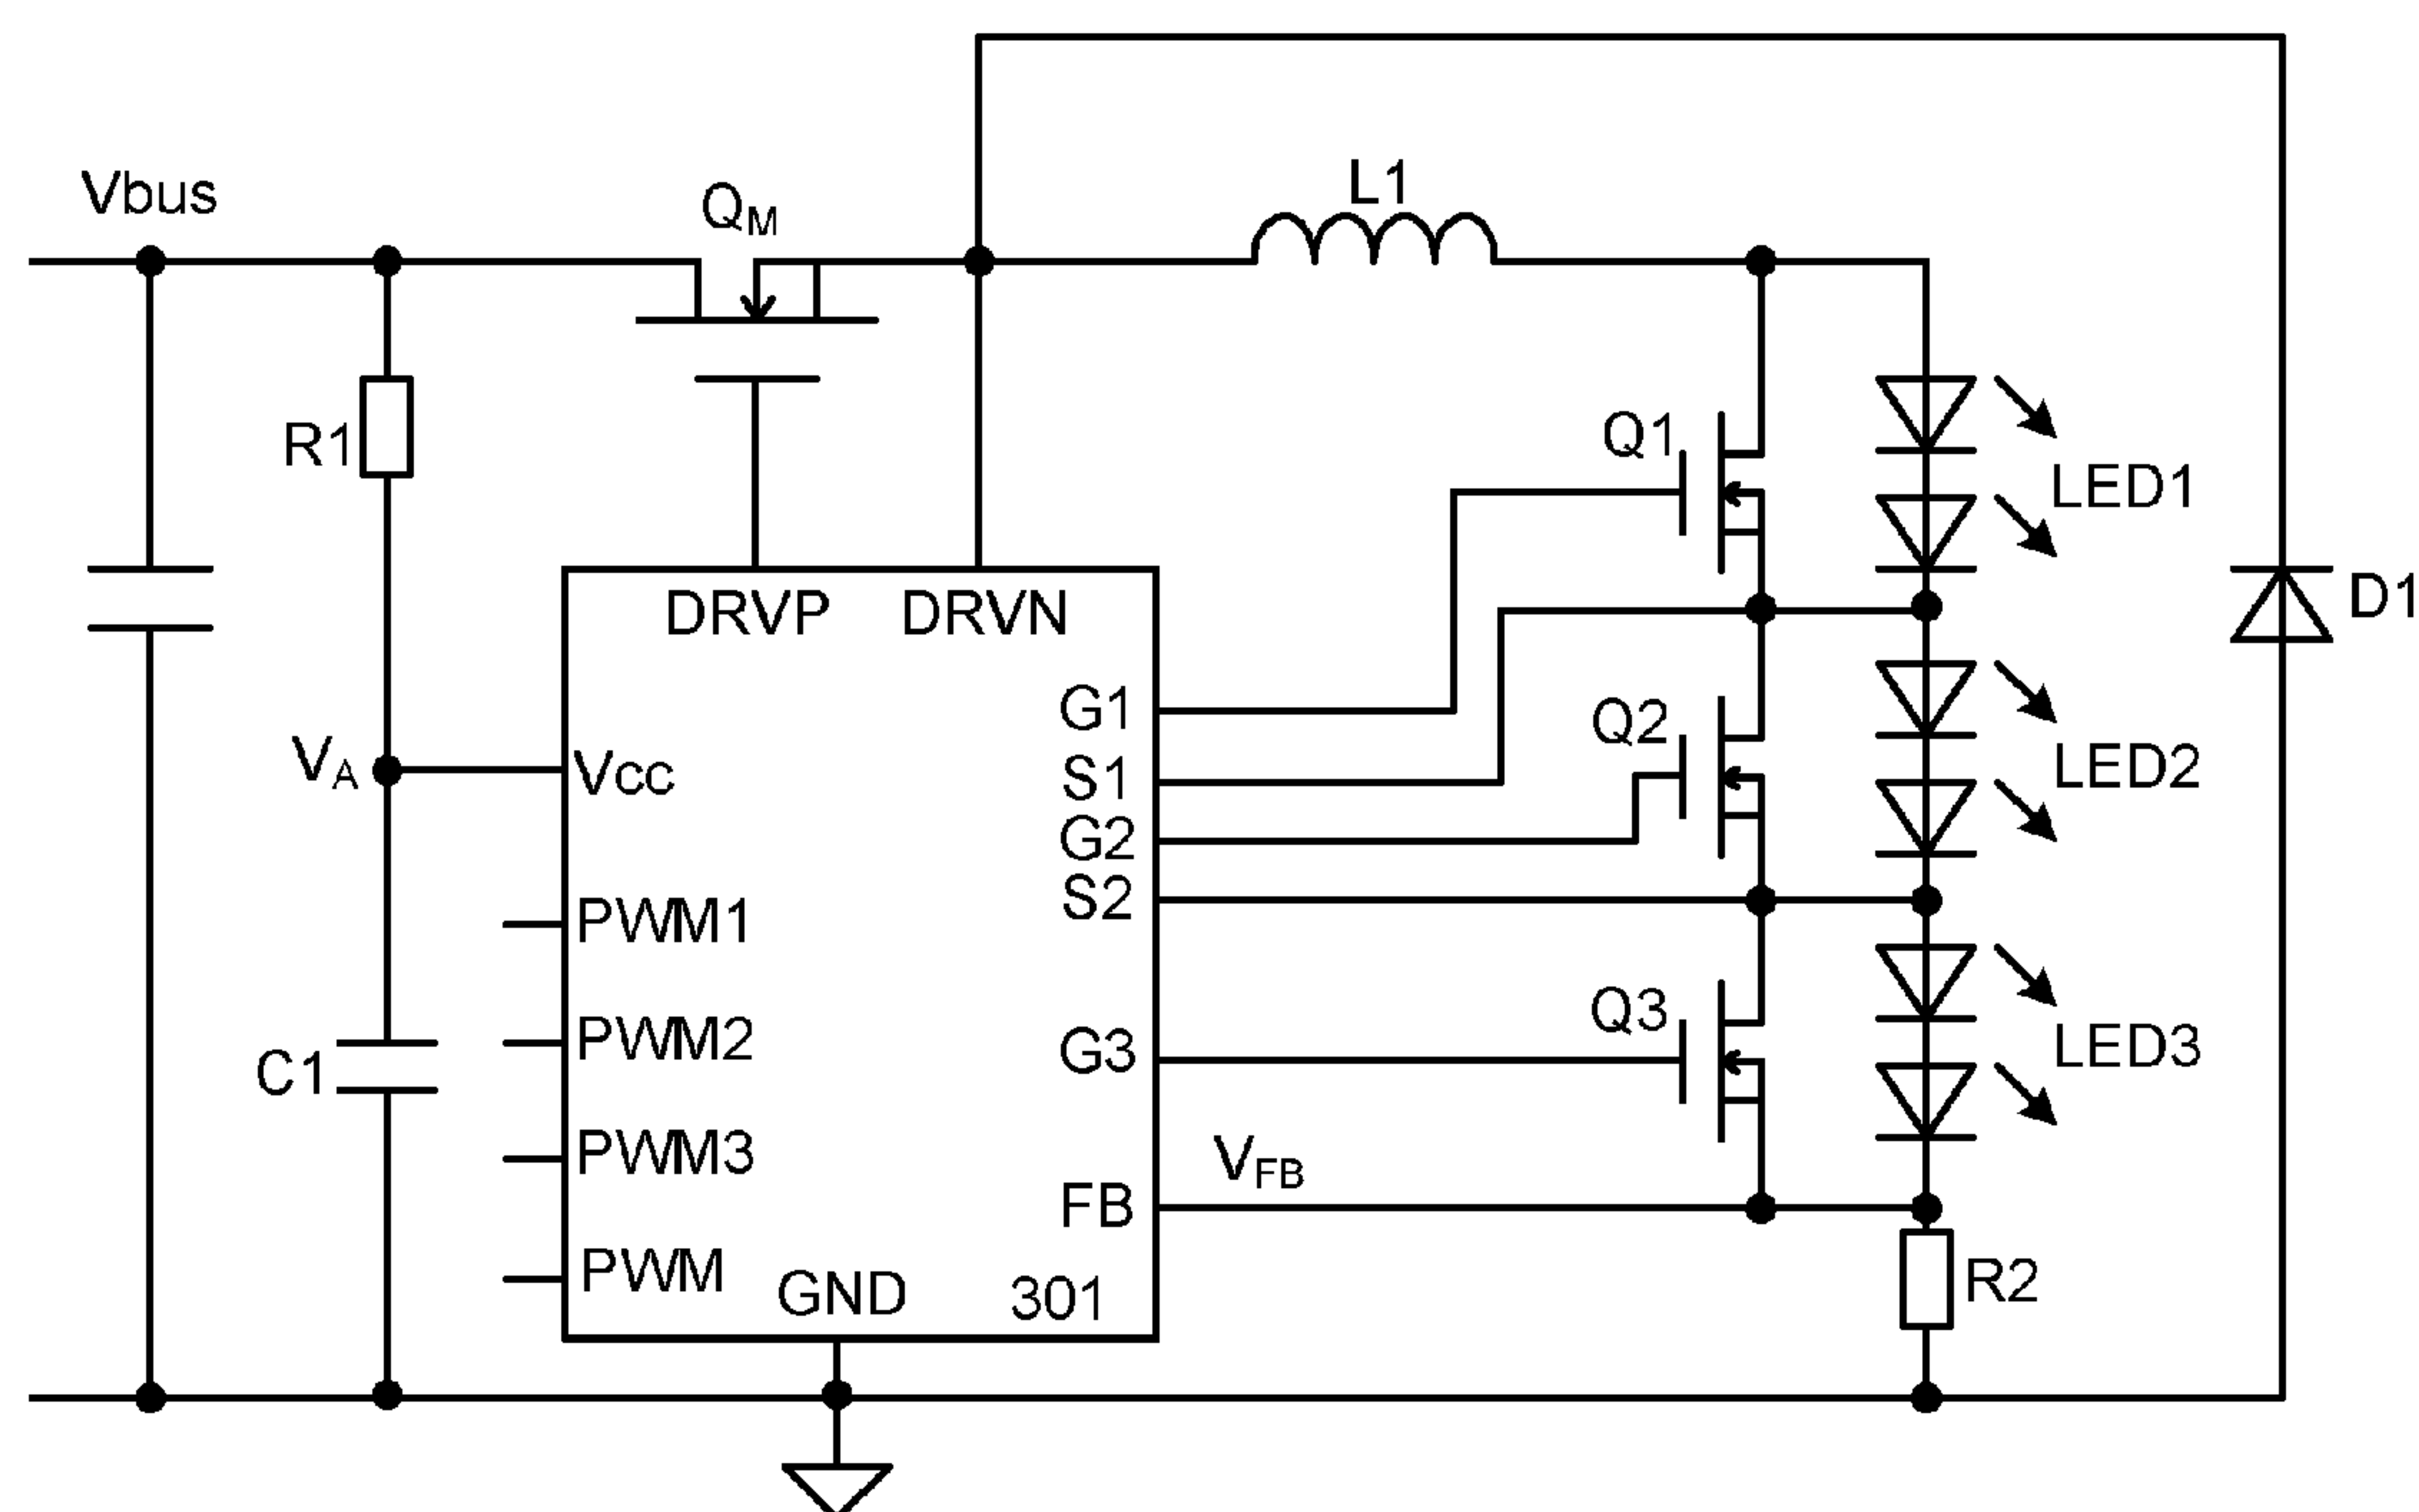 Vbus
QM
L1
R1
Q1
LED1
D1
DRVP DRVN
G1
Q2
VA
VCC
S1
LED2
G2
S2
PWM1
Q3
PWM2
G3
LED3
C1
PWM3
VFB
FB
PWM
GND
301
R2